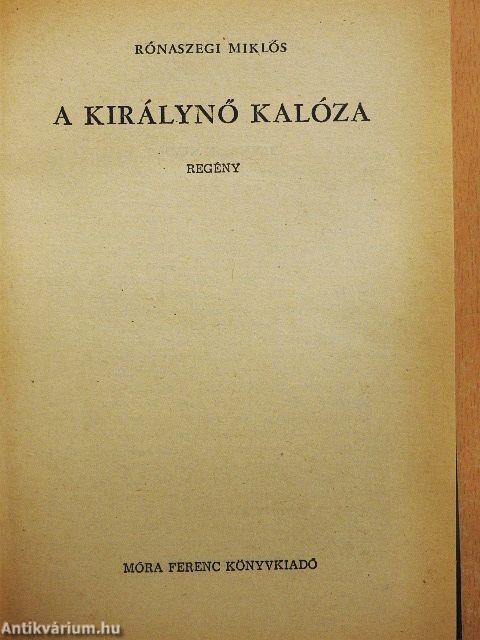 RÓNASZEGI MIKLÓS
A KIRÁLYNŐ KALÓZA
REGÉNY
MÓRA FERENC KÖNYVKIADÓ
Antikvárium.hu